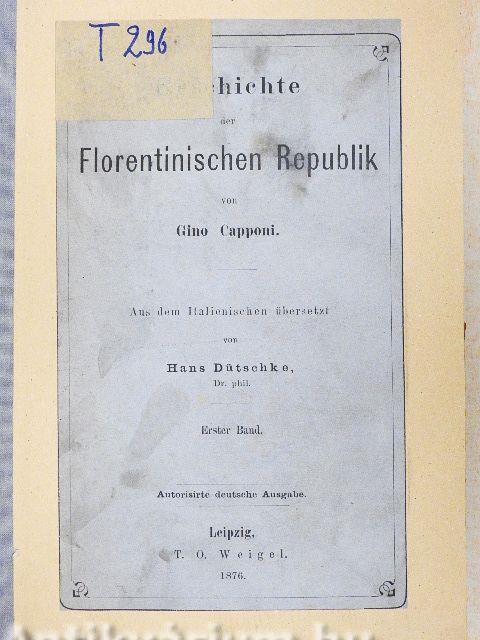 T 296
chichte
der
Florentinischen Republik
von
Gino Capponi.
Aus dem Italienischen übersetzt
von
Hans Dütschke,
Dr. phil.
Erster Band.
Autorisirte deutsche Ausgabe.
Leipzig,
T. O. Weigel.
1876.